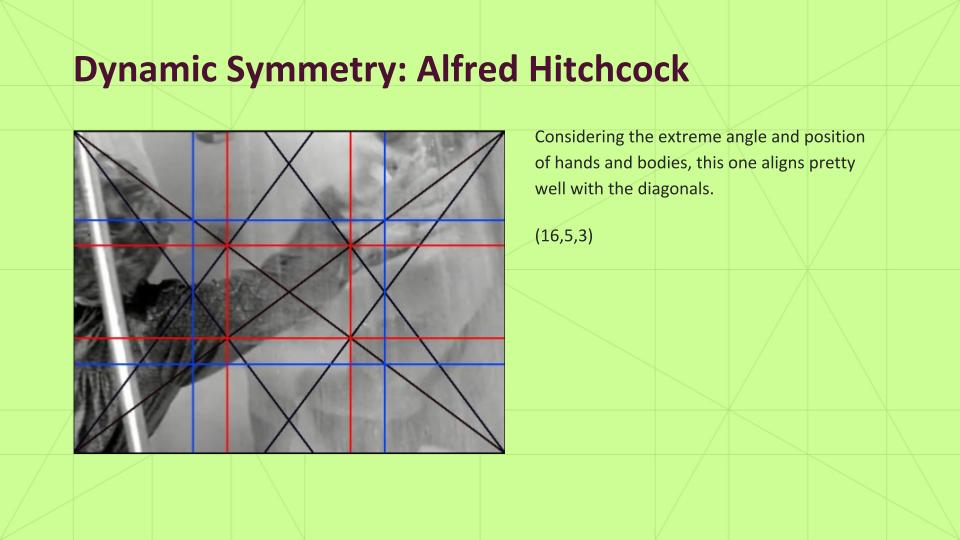 Dynamic Symmetry: Alfred Hitchcock
Considering the extreme angle and position
of hands and bodies, this one aligns pretty
well with the diagonals.
(16,5,3)